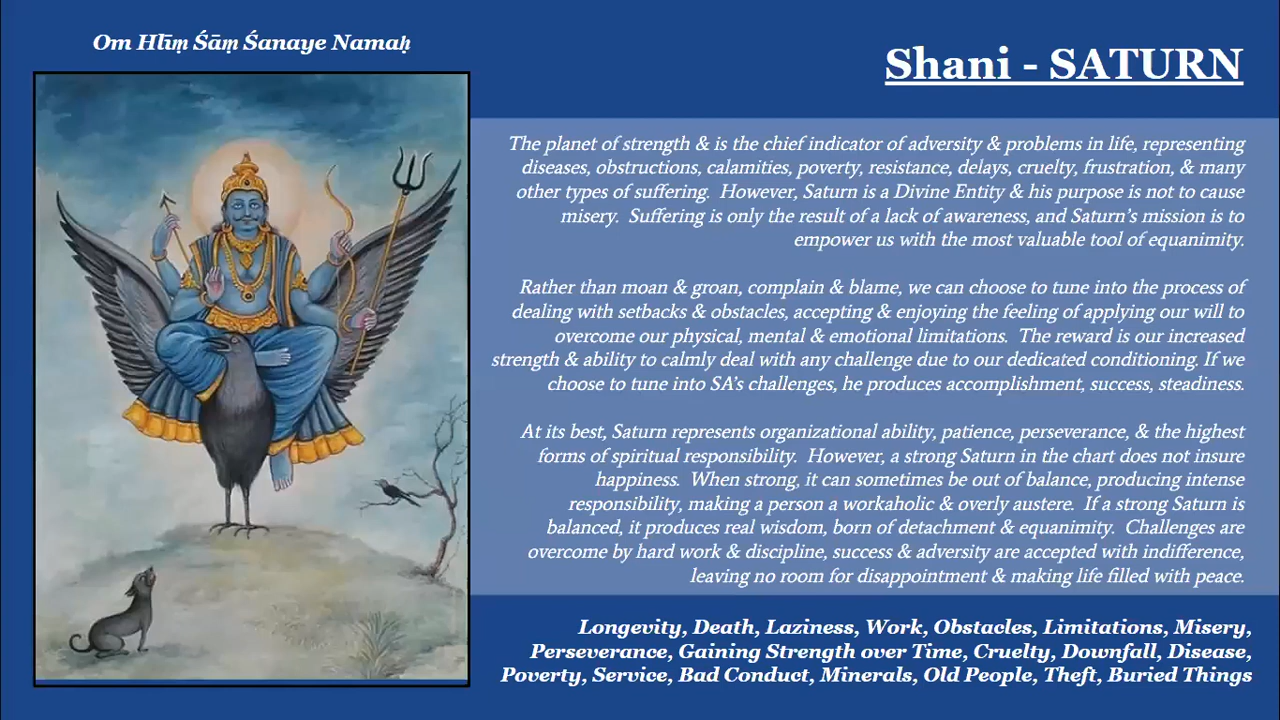 Om Hlīṃ Śāṃ Śanaye Namaḥ
Shani - SATURN
The planet of strength & is the chief indicator of adversity & problems in life, representing
diseases, obstructions, calamities, poverty, resistance, delays, cruelty, frustration, & many
other types of suffering.  However, Saturn is a Divine Entity & his purpose is not to cause
misery.  Suffering is only the result of a lack of awareness, and Saturn's mission is to
empower us with the most valuable tool of equanimity.
Rather than moan & groan, complain & blame, we can choose to tune into the process of
dealing with setbacks & obstacles, accepting & enjoying the feeling of applying our will to
overcome our physical, mental & emotional limitations.  The reward is our increased
strength & ability to calmly deal with any challenge due to our dedicated conditioning. If we
choose to tune into SA's challenges, he produces accomplishment, success, steadiness.
At its best, Saturn represents organizational ability, patience, perseverance, & the highest
forms of spiritual responsibility.  However, a strong Saturn in the chart does not insure
happiness.  When strong, it can sometimes be out of balance, producing intense
responsibility, making a person a workaholic & overly austere.  If a strong Saturn is
balanced, it produces real wisdom, born of detachment & equanimity.  Challenges are
overcome by hard work & discipline, success & adversity are accepted with indifference,
leaving no room for disappointment & making life filled with peace.
Longevity, Death, Laziness, Work, Obstacles, Limitations, Misery,
Perseverance, Gaining Strength over Time, Cruelty, Downfall, Disease,
Poverty, Service, Bad Conduct, Minerals, Old People, Theft, Buried Things